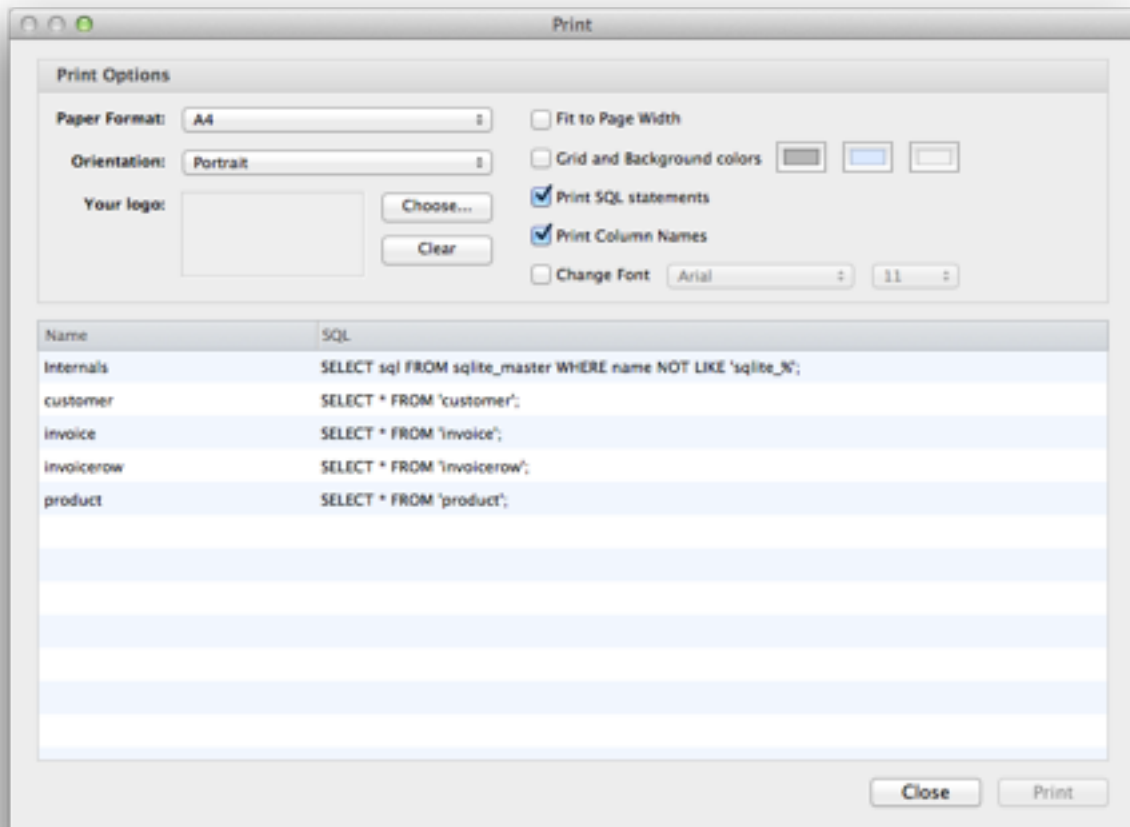 Print
Print Options
Paper Format: A4
Orientation: Portrait
Your logo:
Choose...
Clear
Fit to Page Width
Grid and Background colors
Print SQL statements
Print Column Names
Change Font Arial 11
Name SQL
Internals SELECT sql FROM sqlite_master WHERE name NOT LIKE 'sqlite_%';
customer SELECT * FROM 'customer';
invoice SELECT * FROM 'invoice';
invoicerow SELECT * FROM 'invoicerow';
product SELECT * FROM 'product';
Close Print